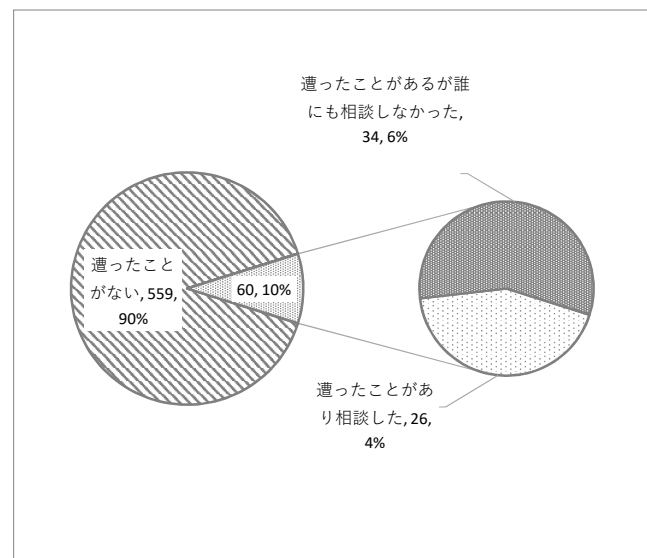 遭ったことがあるが誰
にも相談しなかった,
34, 6%
遭ったこと
がない, 559,
90%
60, 10%
遭ったことがあ
り相談した, 26,
4%